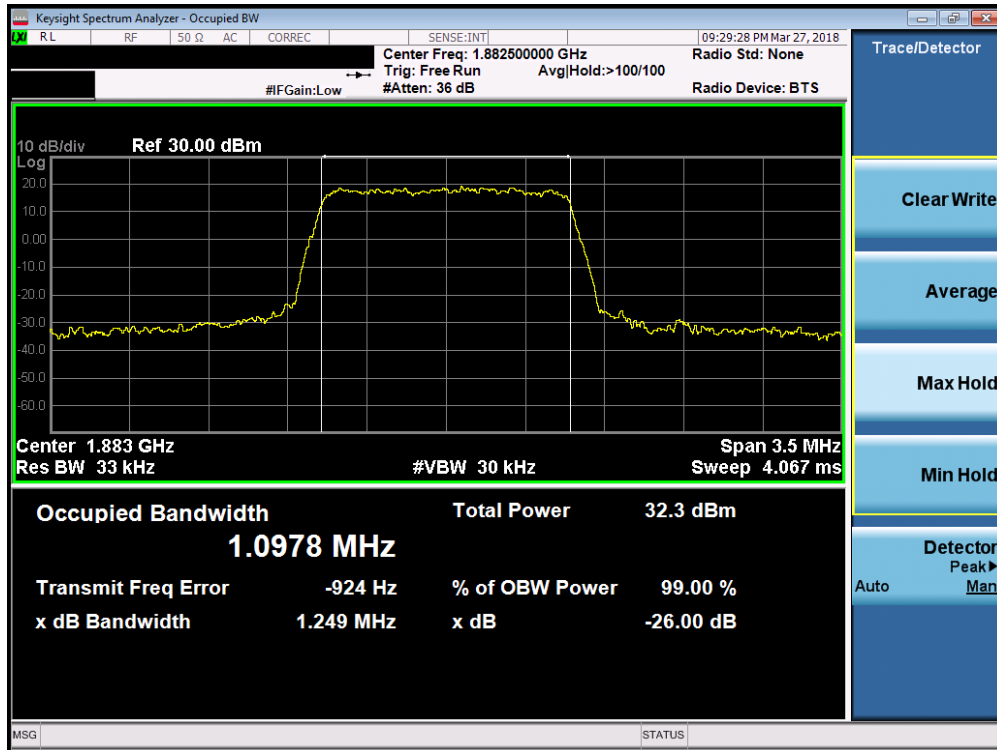 Keysight Spectrum Analyzer - Occupied BW
LXI RL RF 50 Ω AC CORREC SENSE:INT 09:29:28 PM Mar 27, 2018
Center Freq: 1.882500000 GHz Radio Std: None
Trig: Free Run Avg|Hold:>100/100
#IFGain:Low #Atten: 36 dB Radio Device: BTS
Trace/Detector
10 dB/div Ref 30.00 dBm
Log
20.0
10.0
0.00
-10.0
-20.0
-30.0
-40.0
-50.0
-60.0
Center 1.883 GHz Span 3.5 MHz
Res BW 33 kHz #VBW 30 kHz Sweep 4.067 ms
Occupied Bandwidth Total Power 32.3 dBm
1.0978 MHz
Transmit Freq Error -924 Hz % of OBW Power 99.00 %
x dB Bandwidth 1.249 MHz x dB -26.00 dB
Clear Write
Average
Max Hold
Min Hold
Detector
Peak▶
Auto Man
MSG STATUS